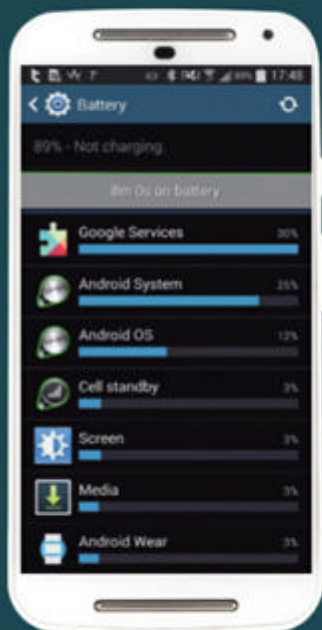 17:48
Battery
89% - Not charging
8m 0s on battery
Google Services 30%
Android System 25%
Android OS 12%
Cell standby 3%
Screen 3%
Media 3%
Android Wear 3%